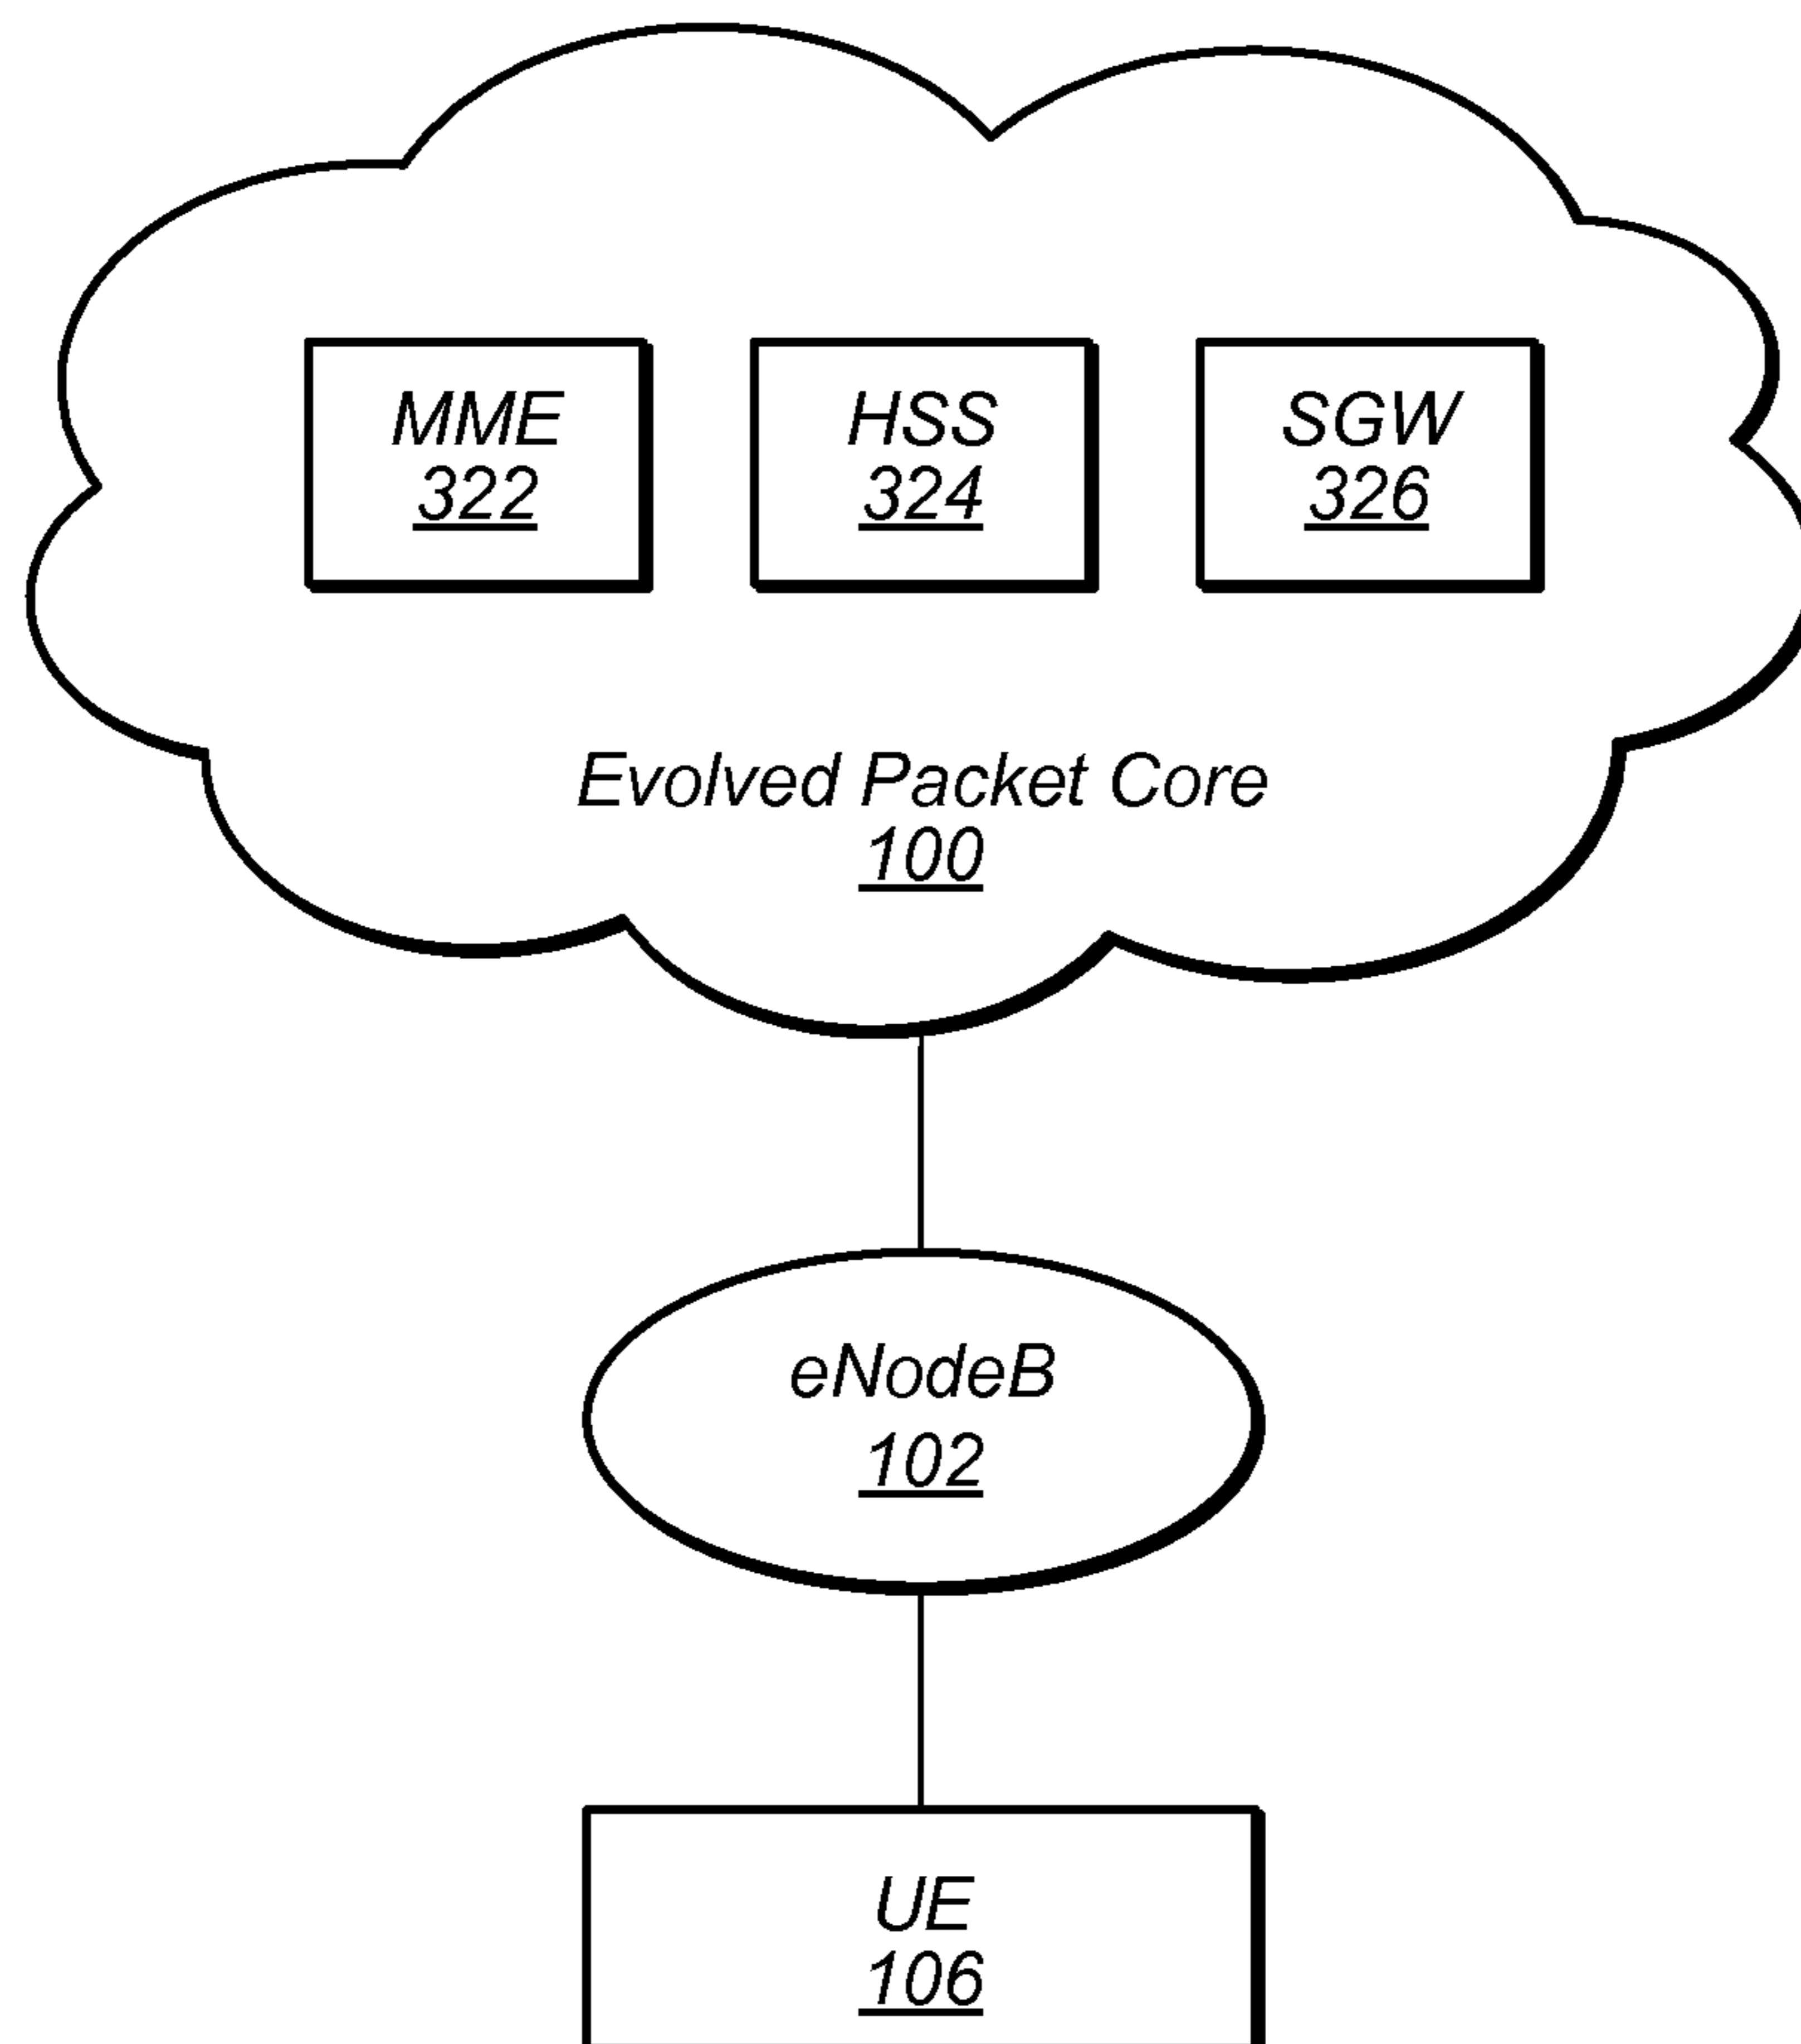 MME
322
HSS
324
SGW
326
Evolved Packet Core
100
eNodeB
102
UE
106